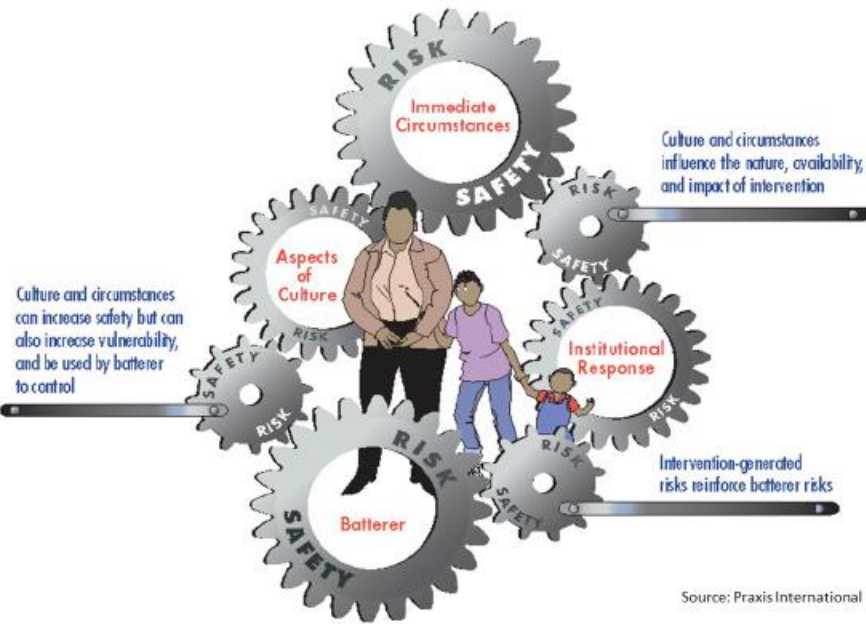 RISK
Immediate
Circumstances
SAFETY
Culture and circumstances
influence the nature, availability,
and impact of intervention
RISK
SAFETY
SAFETY
Aspects
of
Culture
RISK
Culture and circumstances
can increase safety but can
also increase vulnerability,
and be used by batterer
to control
SAFETY
RISK
SAFETY
Institutional
Response
RISK
RISK
Batterer
SAFETY
RISK
SAFETY
Intervention-generated
risks reinforce batterer risks
Source: Praxis International